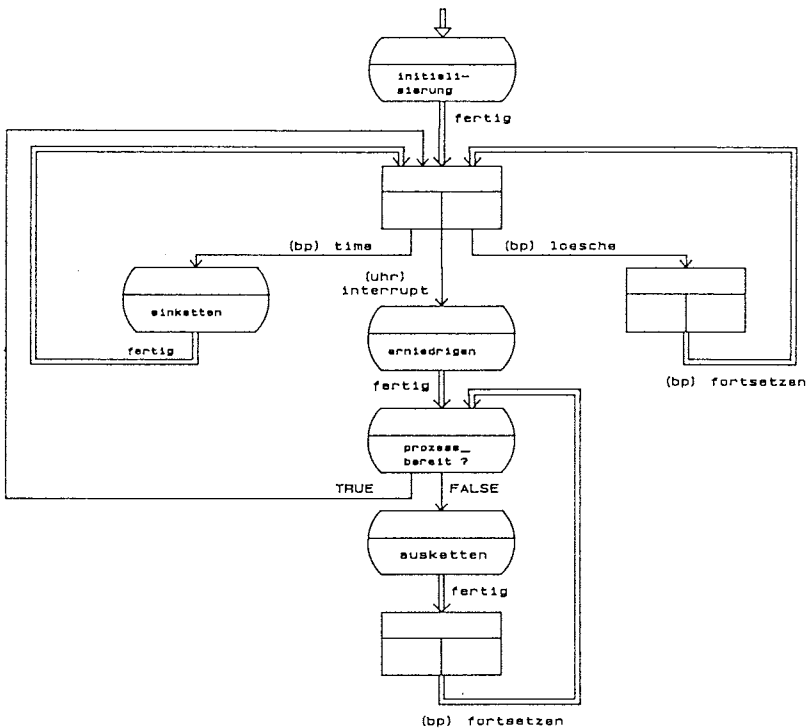 initieli-
sierung
fertig
(bp) time
(bp) loesche
(uhr)
interrupt
einketten
fertig
erniedrigen
(bp) fortsetzen
fertig
prozess_
bereit ?
TRUE
FALSE
ausketten
fertig
(bp) fortsetzen